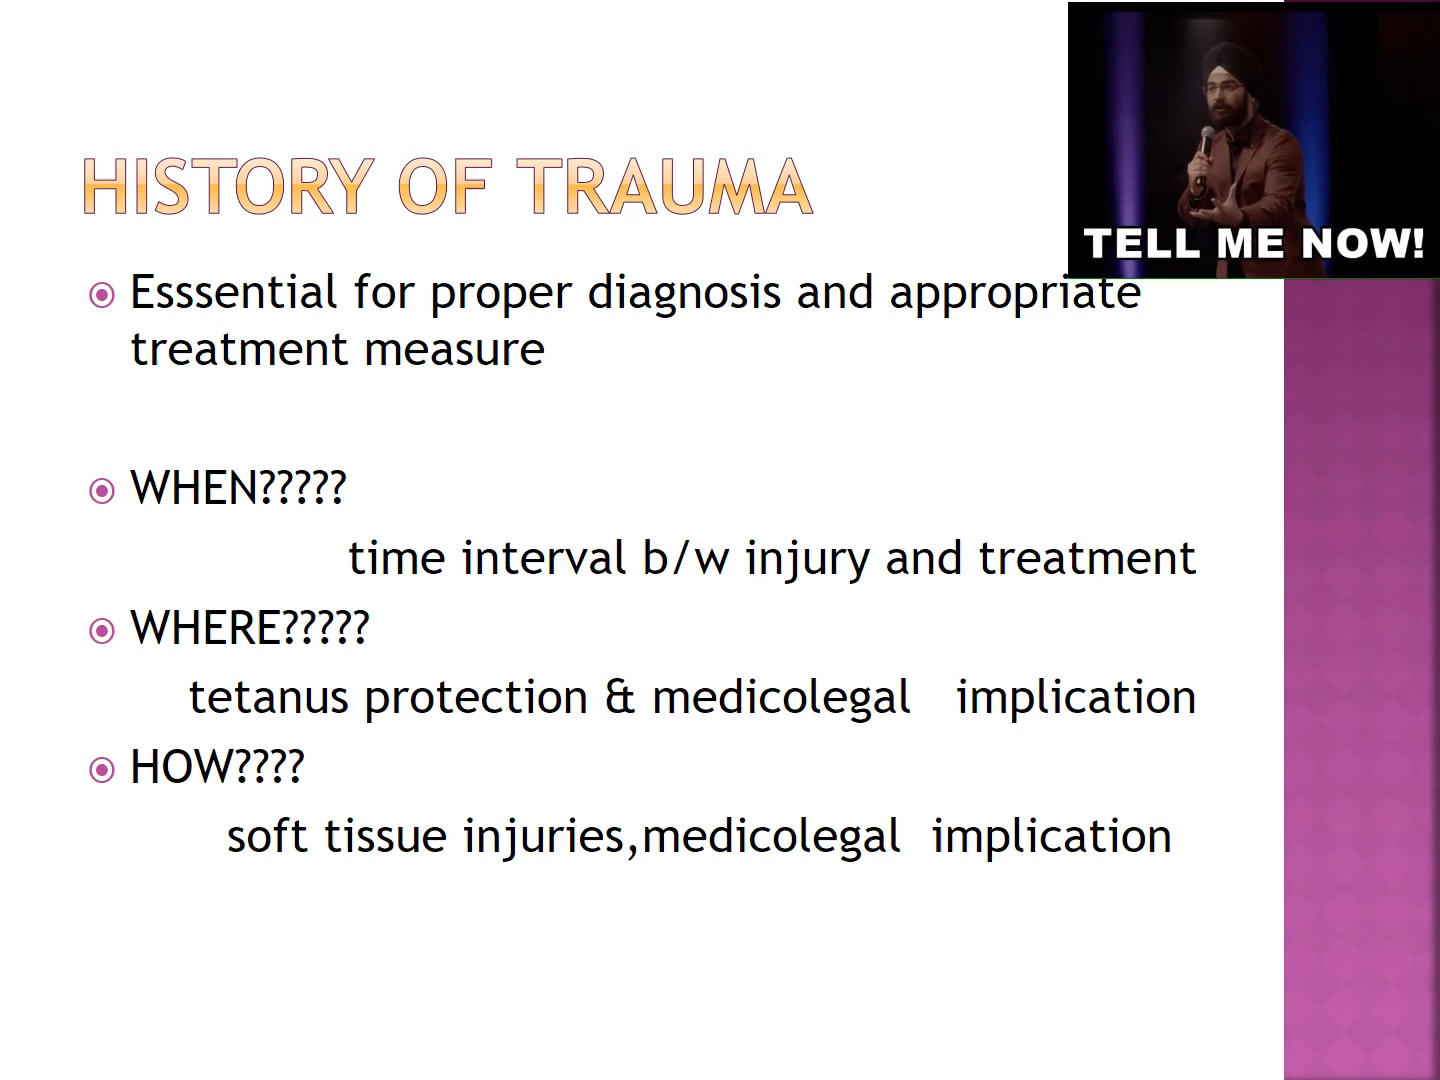 TELL ME NOW!
HISTORY OF TRAUMA
Esssential for proper diagnosis and appropriate
treatment measure
WHEN?????
time interval b/w injury and treatment
WHERE?????
tetanus protection & medicolegal implication
HOW????
soft tissue injuries,medicolegal implication